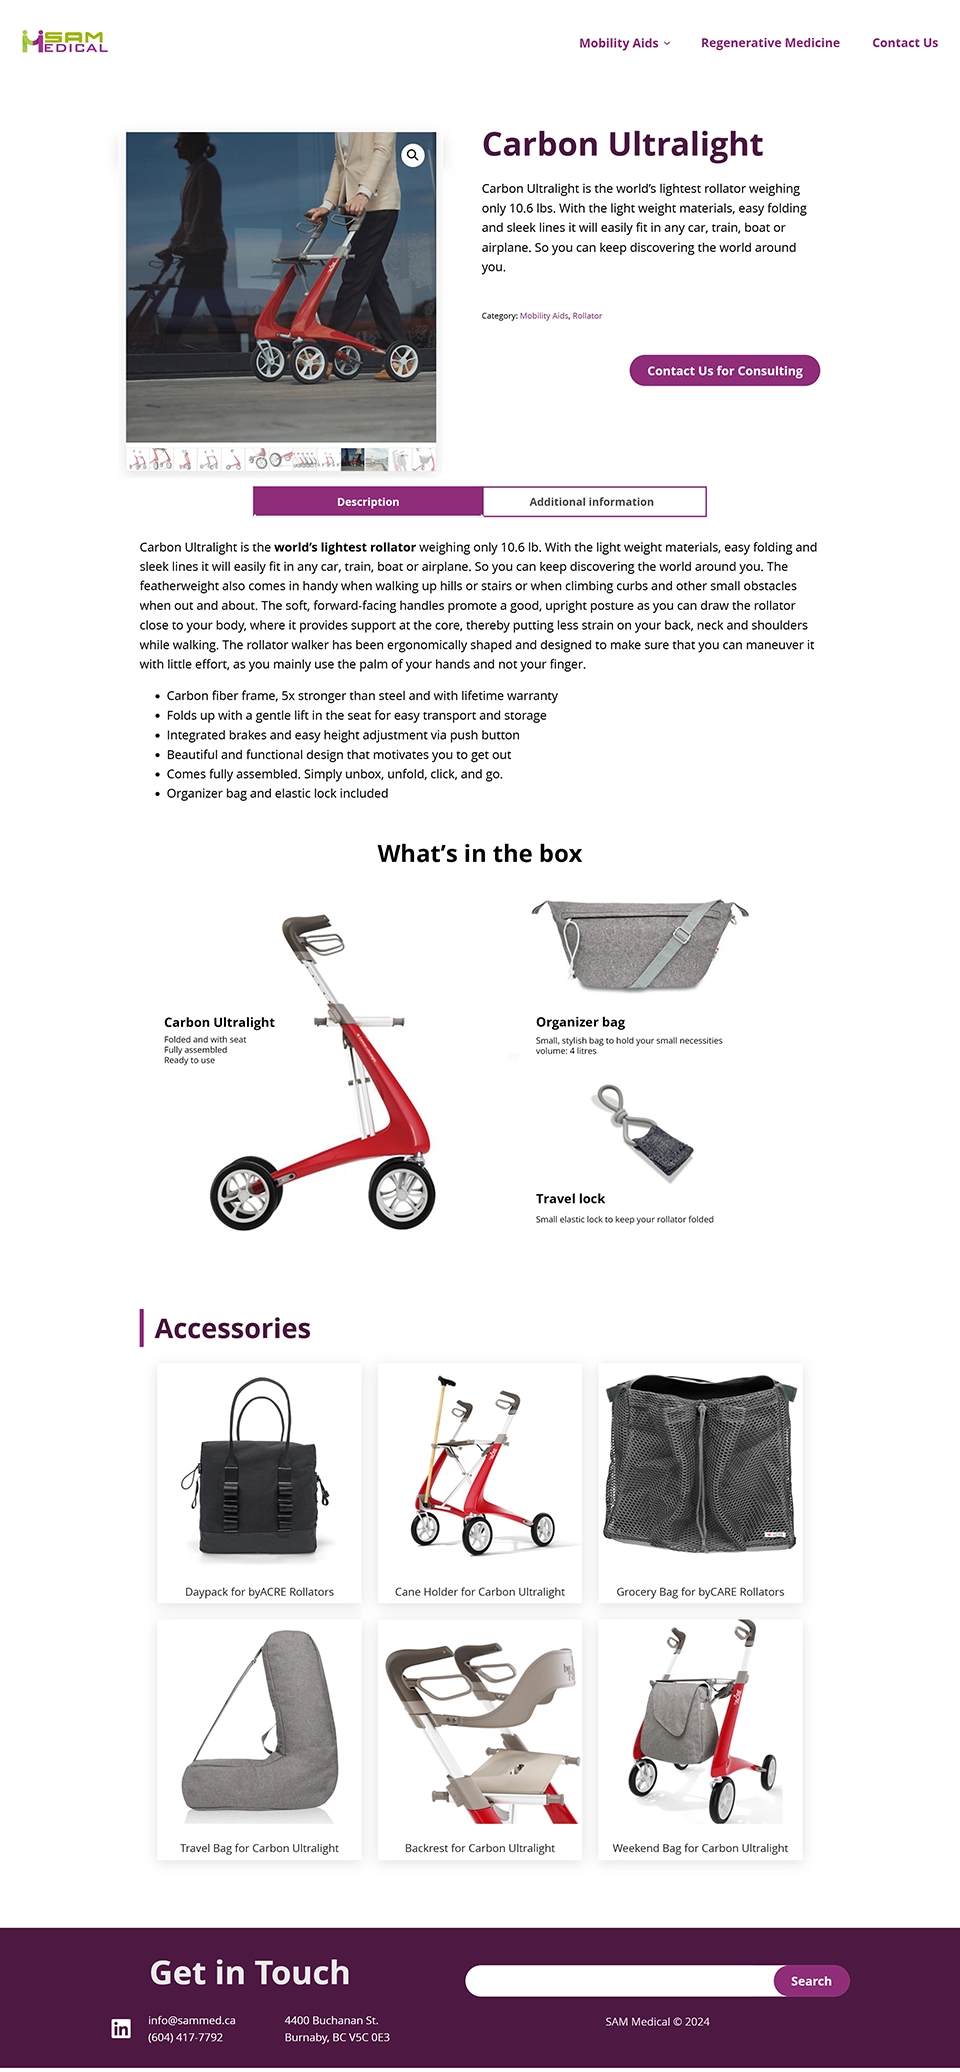 SAM
MEDICAL
Mobility Aids
Regenerative Medicine
Contact Us
Carbon Ultralight
Carbon Ultralight is the world’s lightest rollator weighing
only 10.6 lbs. With the light weight materials, easy folding
and sleek lines it will easily fit in any car, train, boat or
airplane. So you can keep discovering the world around
you.
Category: Mobility Aids, Rollator
Contact Us for Consulting
Description
Additional information
Carbon Ultralight is the world’s lightest rollator weighing only 10.6 lb. With the light weight materials, easy folding and
sleek lines it will easily fit in any car, train, boat or airplane. So you can keep discovering the world around you. The
featherweight also comes in handy when walking up hills or stairs or when climbing curbs and other small obstacles
when out and about. The soft, forward-facing handles promote a good, upright posture as you can draw the rollator
close to your body, where it provides support at the core, thereby putting less strain on your back, neck and shoulders
while walking. The rollator walker has been ergonomically shaped and designed to make sure that you can maneuver it
with little effort, as you mainly use the palm of your hands and not your finger.
• Carbon fiber frame, 5x stronger than steel and with lifetime warranty
• Folds up with a gentle lift in the seat for easy transport and storage
• Integrated brakes and easy height adjustment via push button
• Beautiful and functional design that motivates you to get out
• Comes fully assembled. Simply unbox, unfold, click, and go.
• Organizer bag and elastic lock included
What’s in the box
Carbon Ultralight
Folded and with seat
Fully assembled
Ready to use
Organizer bag
Small, stylish bag to hold your small necessities
volume: 4 litres
Travel lock
Small elastic lock to keep your rollator folded
Accessories
Daypack for byACRE Rollators
Cane Holder for Carbon Ultralight
Grocery Bag for byCARE Rollators
Travel Bag for Carbon Ultralight
Backrest for Carbon Ultralight
Weekend Bag for Carbon Ultralight
Get in Touch
info@sammed.ca
(604) 417-7792
4400 Buchanan St.
Burnaby, BC V5C 0E3
Search
SAM Medical © 2024